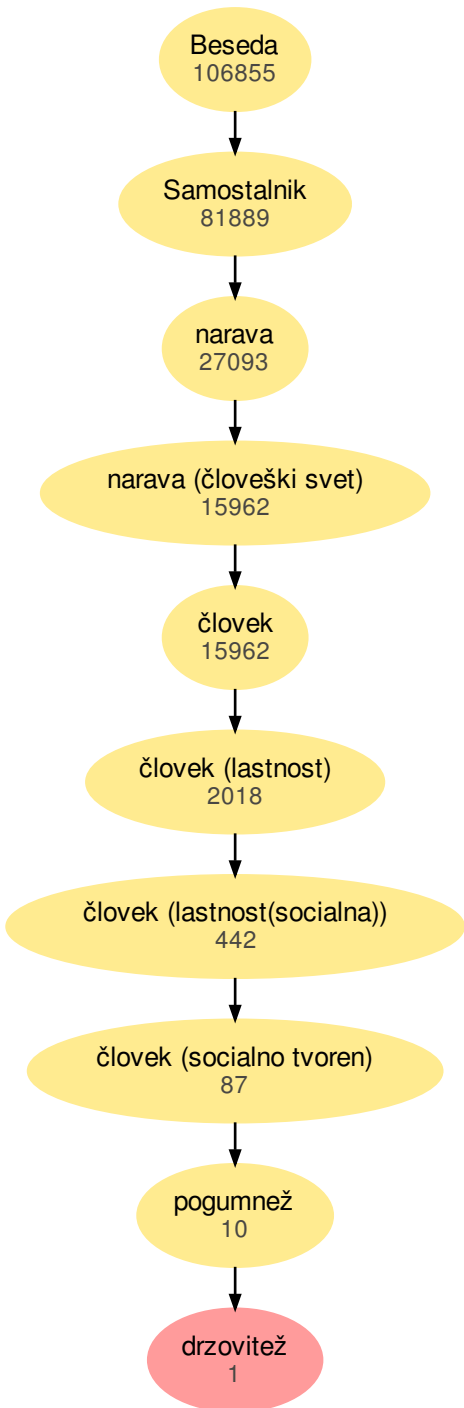 Beseda
106855
Samostalnik
81889
narava
27093
narava (človeški svet)
15962
človek
15962
človek (lastnost)
2018
človek (lastnost(socialna))
442
človek (socialno tvoren)
87
pogumnež
10
drzovitež
1